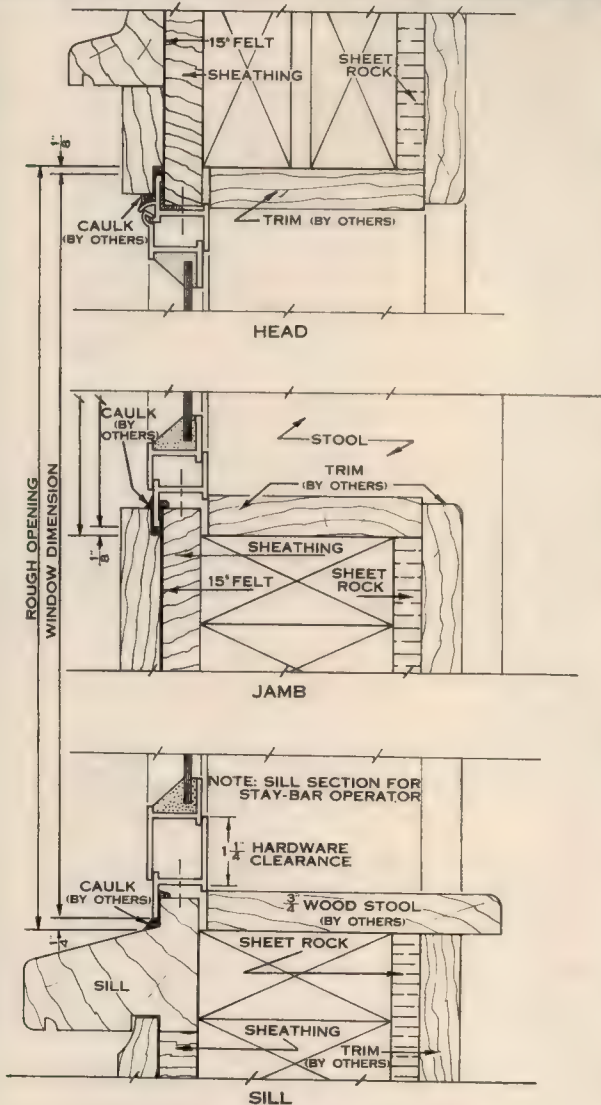 15# FELT
SHEATHING
SHEET
ROCK
1/8"
CAULK
(BY OTHERS)
TRIM (BY OTHERS)
HEAD
CAULK
(BY
OTHERS)
STOOL
TRIM
(BY OTHERS)
SHEATHING
1/8"
15# FELT
SHEET
ROCK
ROUGH OPENING
WINDOW DIMENSION
JAMB
NOTE: SILL SECTION FOR
STAY-BAR OPERATOR
1 1/4" HARDWARE
CLEARANCE
CAULK
(BY OTHERS)
3/4" WOOD STOOL
(BY OTHERS)
1/4"
SHEET ROCK
SILL
SHEATHING
TRIM
(BY OTHERS)
SILL